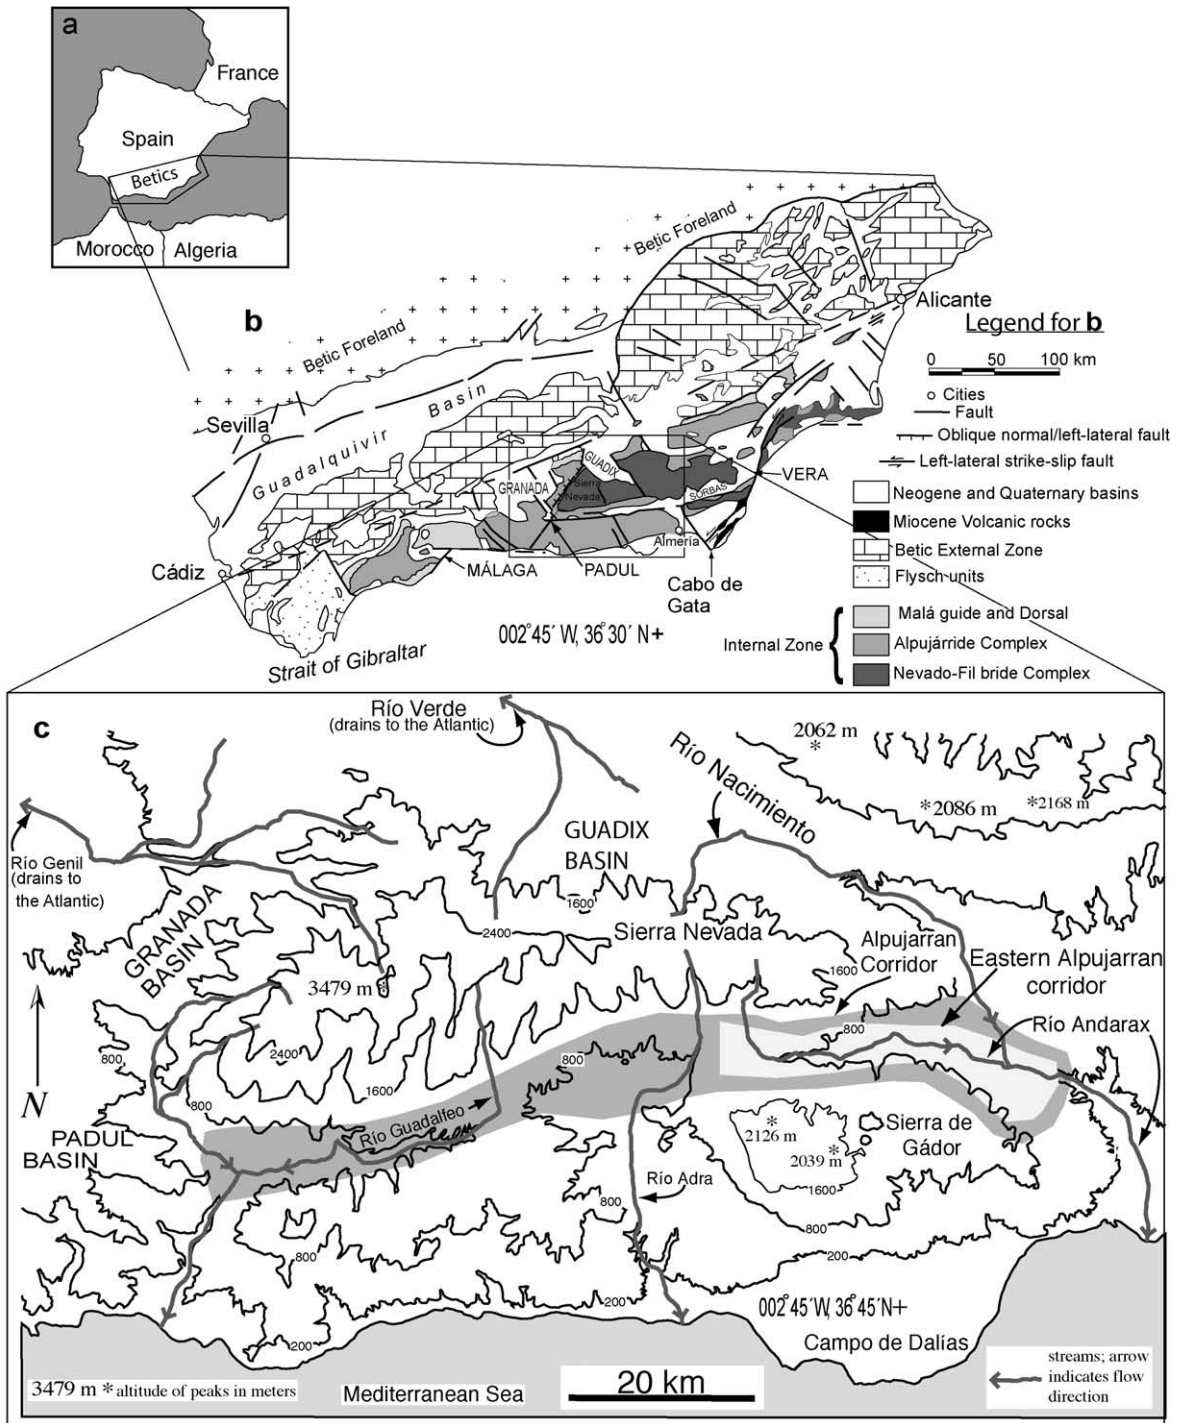 a
France
Spain
Betics
Morocco
Algeria
b
Betic Foreland
Betic Foreland
Alicante
Legend for b
0 50 100 km
Cities
Fault
Oblique normal/left-lateral fault
Left-lateral strike-slip fault
Neogene and Quaternary basins
Miocene Volcanic rocks
Betic External Zone
Flysch units
Internal Zone
Malá guide and Dorsal
Alpujárride Complex
Nevado-Fil bride Complex
Sevilla
Guadalquivir Basin
GUADIX
GRANADA
Sierra
Nevada
SORBAS
VERA
Almería
Cádiz
MÁLAGA
PADUL
Cabo de
Gata
002°45´ W, 36°30´ N+
Strait of Gibraltar
c
Río Verde
(drains to the Atlantic)
2062 m
*
Río Nacimiento
*2086 m
*2168 m
Río Genil
(drains to
the Atlantic)
GUADIX
BASIN
1600
GRANADA
BASIN
2400
Sierra Nevada
Alpujarran
Corridor
1600
Eastern Alpujarran
corridor
3479 m *
800
Río Andarax
800
2400
1600
800
800
N
Río Guadalfeo
PADUL
BASIN
*
2126 m
*
2039 m
1600
Sierra de
Gádor
Río Adra
800
800
800
200
200
200
002°45´W, 36°45´N+
Campo de Dalías
3479 m * altitude of peaks in meters
Mediterranean Sea
20 km
streams; arrow
indicates flow
direction